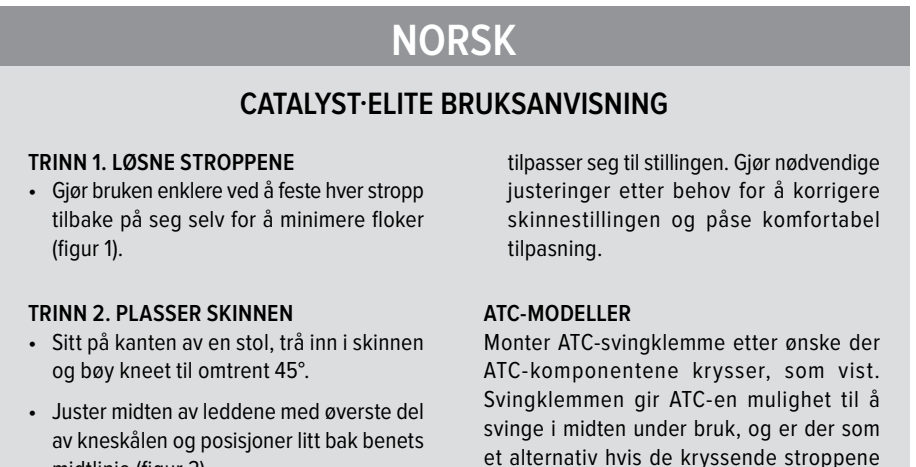 NORSK
CATALYST·ELITE BRUKSANVISNING
TRINN 1. LØSNE STROPPENE
• Gjør bruken enklere ved å feste hver stropp
tilbake på seg selv for å minimere floker
(figur 1).
TRINN 2. PLASSER SKINNEN
• Sitt på kanten av en stol, trå inn i skinnen
og bøy kneet til omtrent 45°.
• Juster midten av leddene med øverste del
av kneskålen og posisjoner litt bak benets
midtlinje (figur 2)
tilpasser seg til stillingen. Gjør nødvendige
justeringer etter behov for å korrigere
skinnestillingen og påse komfortabel
tilpasning.
ATC-MODELLER
Monter ATC-svingklemme etter ønske der
ATC-komponentene krysser, som vist.
Svingklemmen gir ATC-en mulighet til å
svinge i midten under bruk, og er der som
et alternativ hvis de kryssende stroppene